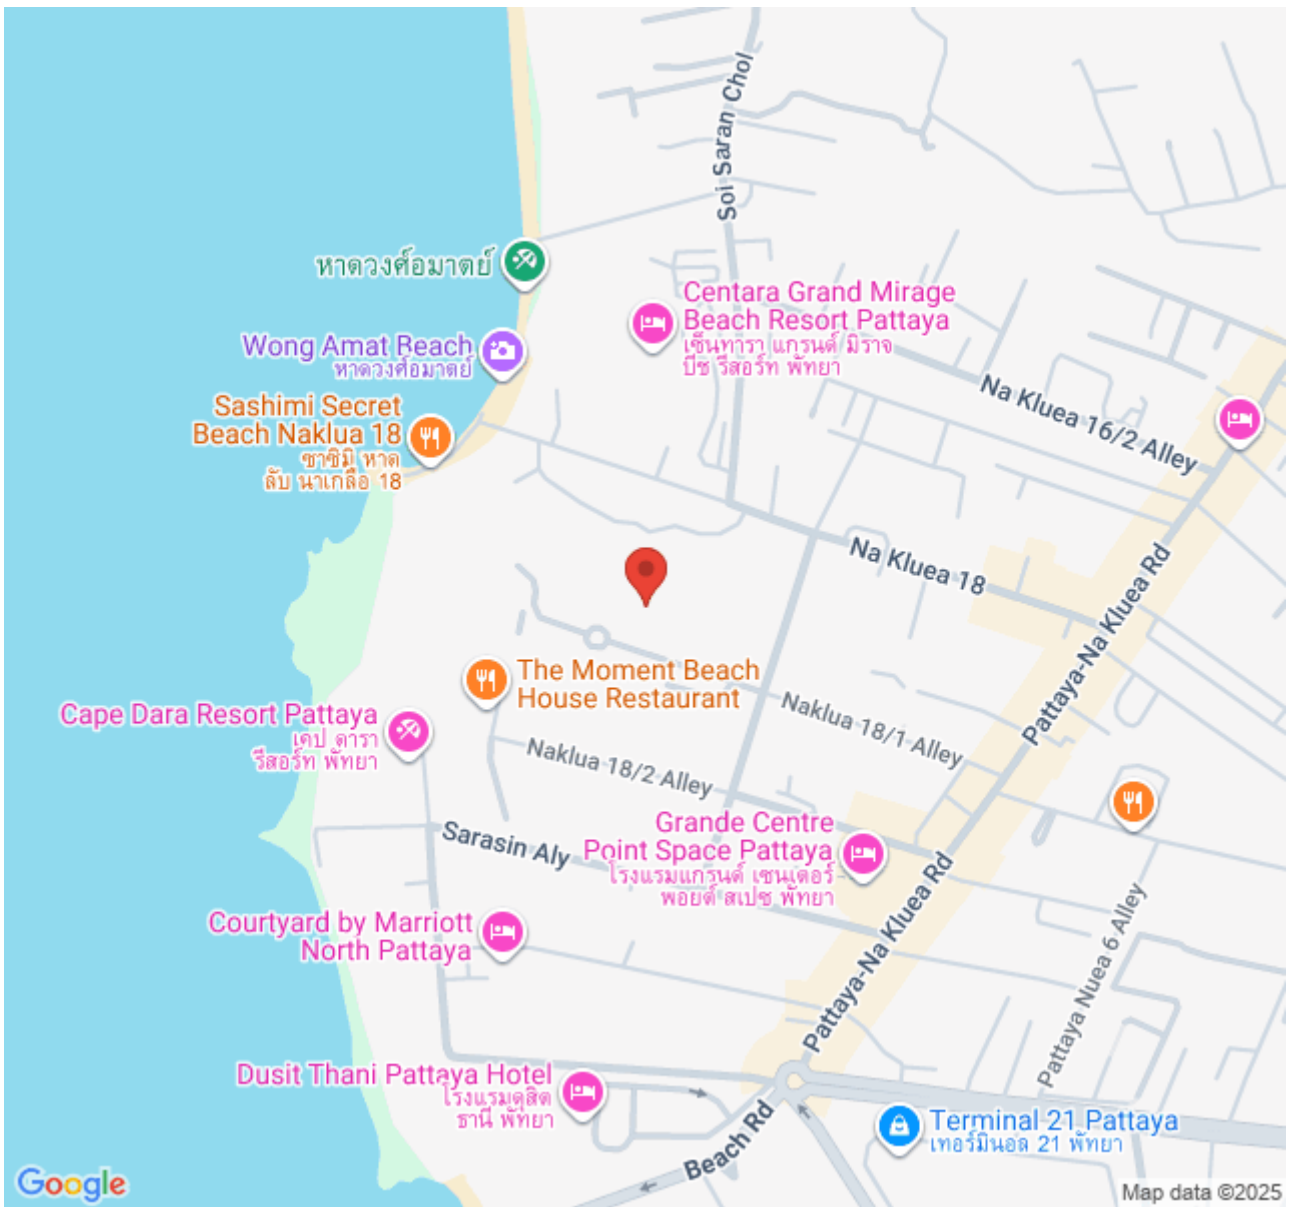 Soi Saran Chol
หาดวงศ์อมาตย์
Centara Grand Mirage
Beach Resort Pattaya
เซ็นทารา แกรนด์ มิราจ
บีช รีสอร์ท พัทยา
Wong Amat Beach
หาดวงศ์อมาตย์
Sashimi Secret
Beach Naklua 18
ซาซิมิ หาด
ลับ นาเกลือ 18
Na Kluea 16/2 Alley
Na Kluea 18
Pattaya-Na Kluea Rd
The Moment Beach
House Restaurant
Naklua 18/1 Alley
Cape Dara Resort Pattaya
เคป ดารา
รีสอร์ท พัทยา
Naklua 18/2 Alley
Sarasin Aly
Grande Centre
Point Space Pattaya
โรงแรมแกรนด์ เซนเตอร์
พอยต์ สเปซ พัทยา
Courtyard by Marriott
North Pattaya
Pattaya-Na Kluea Rd
Pattaya Nuea 6 Alley
Dusit Thani Pattaya Hotel
โรงแรมดุสิต
ธานี พัทยา
Beach Rd
Terminal 21 Pattaya
เทอร์มินอล 21 พัทยา
Google
Map data ©2025